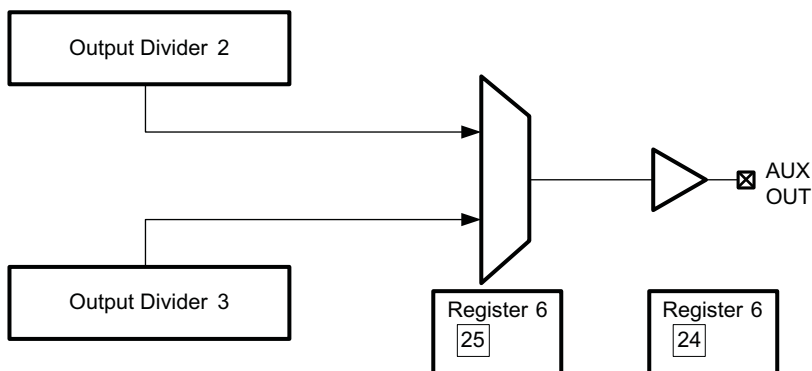 Output Divider 2
AUX
OUT
Output Divider 3
Register 6
25
Register 6
24